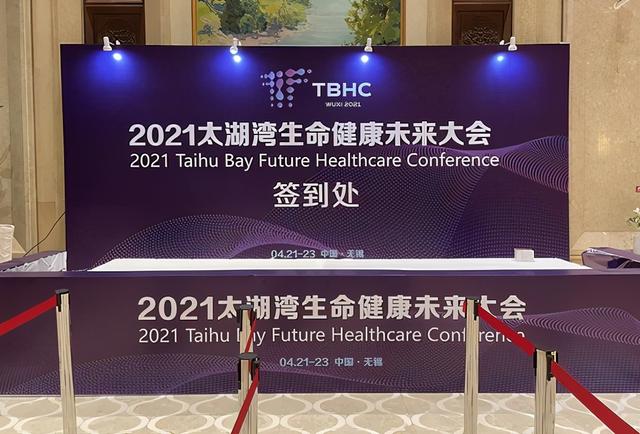 TBHC
WUXI 2021
2021太湖湾生命健康未来大会
2021 Taihu Bay Future Healthcare Conference
签到处
04.21-23 中国·无锡
2021太湖湾生命健康未来大会
2021 Taihu Bay Future Healthcare Conference
04.21-23 中国·无锡